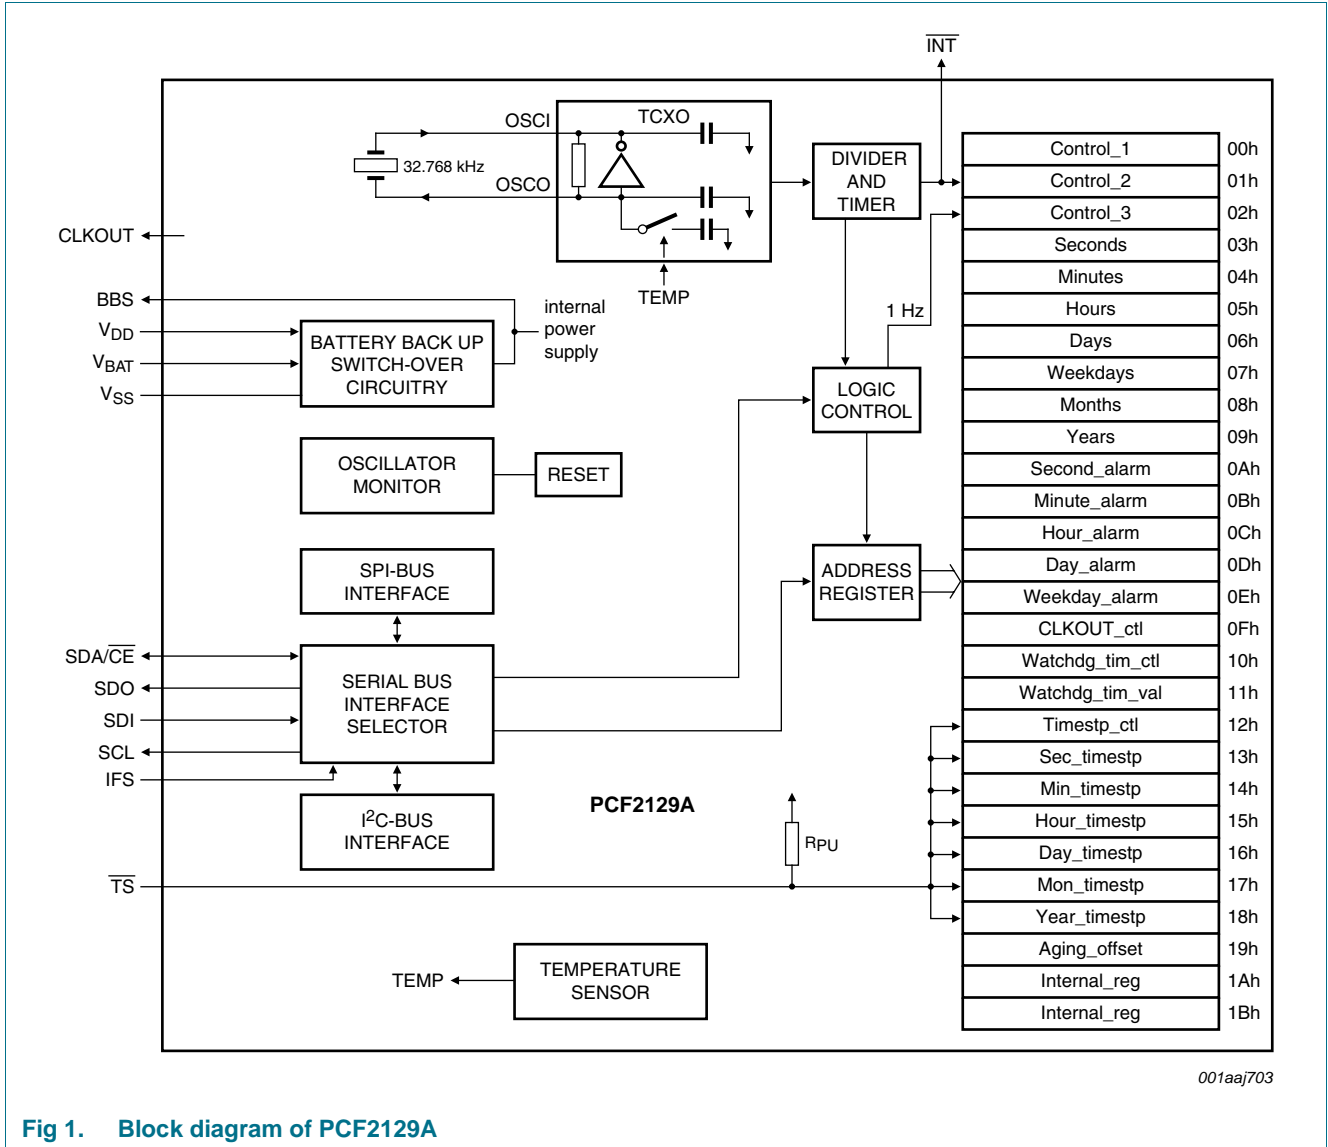 INT
OSCI
TCXO
32.768 kHz
OSCO
TEMP
DIVIDER
AND
TIMER
CLKOUT
BBS
VDD
VBAT
VSS
internal
power
supply
BATTERY BACK UP
SWITCH-OVER
CIRCUITRY
1 Hz
LOGIC
CONTROL
OSCILLATOR
MONITOR
RESET
SPI-BUS
INTERFACE
ADDRESS
REGISTER
SDA/CE
SDO
SDI
SCL
IFS
SERIAL BUS
INTERFACE
SELECTOR
I2C-BUS
INTERFACE
PCF2129A
RPU
TS
TEMP
TEMPERATURE
SENSOR
Control_1 00h
Control_2 01h
Control_3 02h
Seconds 03h
Minutes 04h
Hours 05h
Days 06h
Weekdays 07h
Months 08h
Years 09h
Second_alarm 0Ah
Minute_alarm 0Bh
Hour_alarm 0Ch
Day_alarm 0Dh
Weekday_alarm 0Eh
CLKOUT_ctl 0Fh
Watchdg_tim_ctl 10h
Watchdg_tim_val 11h
Timestp_ctl 12h
Sec_timestp 13h
Min_timestp 14h
Hour_timestp 15h
Day_timestp 16h
Mon_timestp 17h
Year_timestp 18h
Aging_offset 19h
Internal_reg 1Ah
Internal_reg 1Bh
001aaj703
Fig 1. Block diagram of PCF2129A